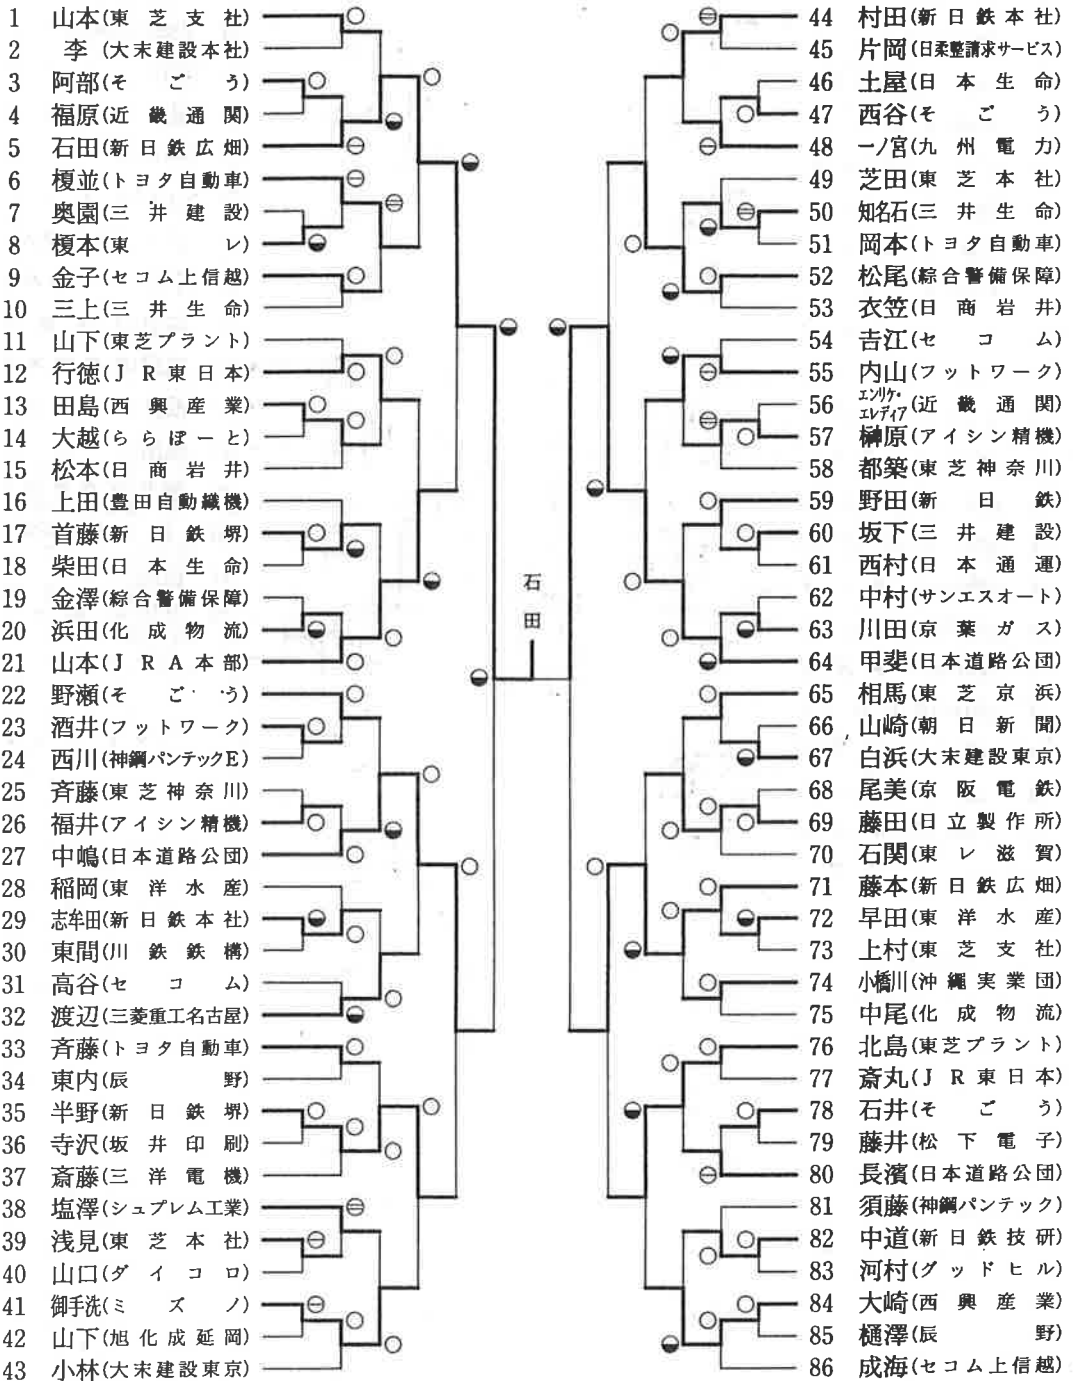 1 山本(東芝支社)
2 李(大末建設本社)
3 阿部(そごう)
4 福原(近畿通関)
5 石田(新日鉄広畑)
6 榎並(トヨタ自動車)
7 奥園(三井建設)
8 榎本(東レ)
9 金子(セコム上信越)
10 三上(三井生命)
11 山下(東芝プラント)
12 行徳(JR東日本)
13 田島(西興産業)
14 大越(ららぽーと)
15 松本(日商岩井)
16 上田(豊田自動織機)
17 首藤(新日鉄堺)
18 柴田(日本生命)
19 金澤(綜合警備保障)
20 浜田(化成物流)
21 山本(JRA本部)
22 野瀬(そごう)
23 酒井(フットワーク)
24 西川(神鋼パンテックE)
25 斉藤(東芝神奈川)
26 福井(アイシン精機)
27 中嶋(日本道路公団)
28 稲岡(東洋水産)
29 志牟田(新日鉄本社)
30 東間(川鉄鉄構)
31 高谷(セコム)
32 渡辺(三菱重工名古屋)
33 斉藤(トヨタ自動車)
34 東内(辰野)
35 半野(新日鉄堺)
36 寺沢(坂井印刷)
37 斎藤(三洋電機)
38 塩澤(シュプレム工業)
39 浅見(東芝本社)
40 山口(ダイコロ)
41 御手洗(ミズノ)
42 山下(旭化成延岡)
43 小林(大末建設東京)
石田
44 村田(新日鉄本社)
45 片岡(日柔整請求サービス)
46 土屋(日本生命)
47 西谷(そごう)
48 一ノ宮(九州電力)
49 芝田(東芝本社)
50 知名石(三井生命)
51 岡本(トヨタ自動車)
52 松尾(綜合警備保障)
53 衣笠(日商岩井)
54 吉江(セコム)
55 内山(フットワーク)
56 エンリケ・エレディア(近畿通関)
57 榊原(アイシン精機)
58 都築(東芝神奈川)
59 野田(新日鉄)
60 坂下(三井建設)
61 西村(日本通運)
62 中村(サンエスオート)
63 川田(京葉ガス)
64 甲斐(日本道路公団)
65 相馬(東芝京浜)
66 山崎(朝日新聞)
67 白浜(大末建設東京)
68 尾美(京阪電鉄)
69 藤田(日立製作所)
70 石関(東レ滋賀)
71 藤本(新日鉄広畑)
72 早田(東洋水産)
73 上村(東芝支社)
74 小橋川(沖縄実業団)
75 中尾(化成物流)
76 北島(東芝プラント)
77 斎丸(JR東日本)
78 石井(そごう)
79 藤井(松下電子)
80 長濱(日本道路公団)
81 須藤(神鋼パンテック)
82 中道(新日鉄技研)
83 河村(グッドヒル)
84 大崎(西興産業)
85 樋澤(辰野)
86 成海(セコム上信越)